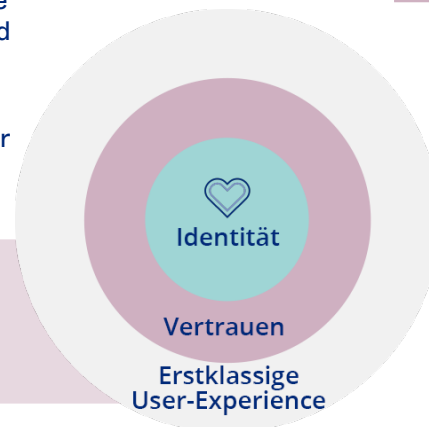 e
d
r
Identität
Vertrauen
Erstklassige
User-Experience